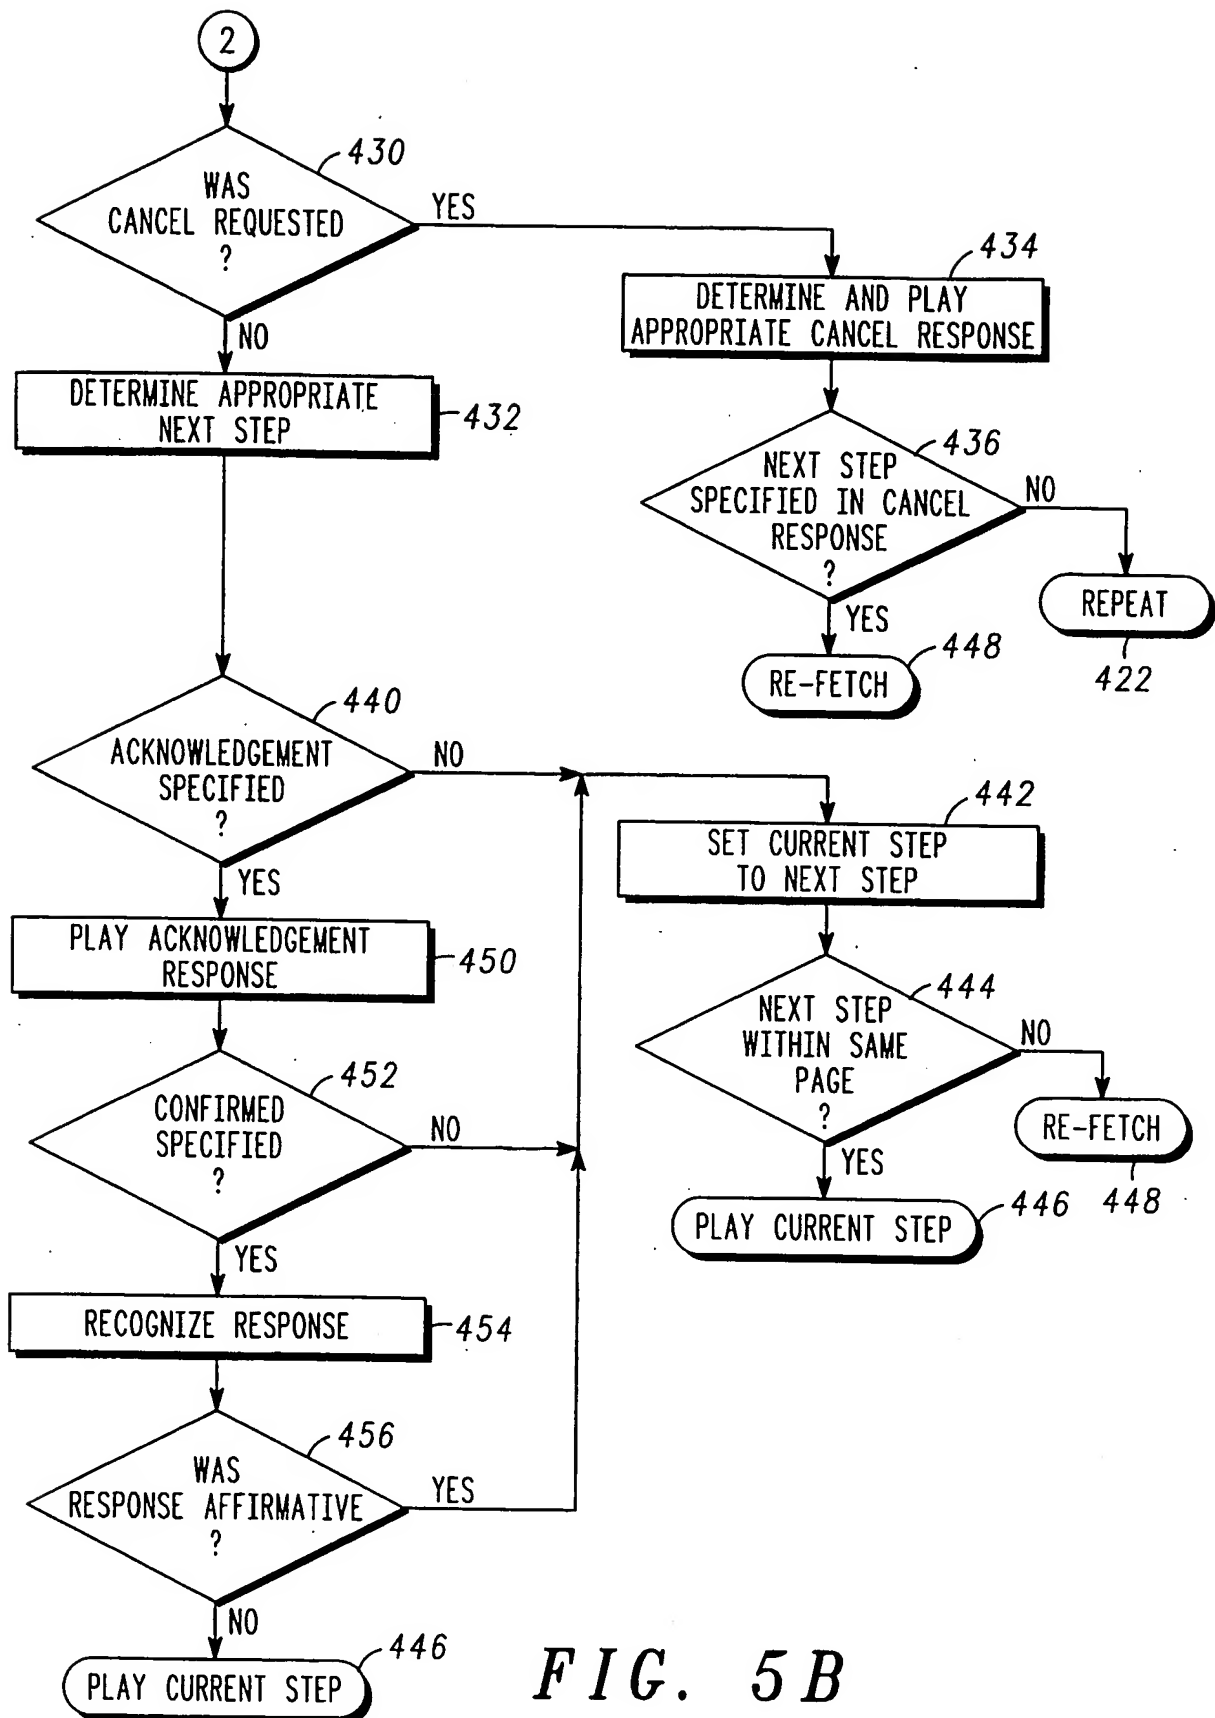 2
430
WAS
CANCEL REQUESTED
?
YES
NO
434
DETERMINE AND PLAY
APPROPRIATE CANCEL RESPONSE
DETERMINE APPROPRIATE
NEXT STEP
432
436
NEXT STEP
SPECIFIED IN CANCEL
RESPONSE
?
NO
YES
REPEAT
422
448
RE-FETCH
440
ACKNOWLEDGEMENT
SPECIFIED
?
NO
YES
442
SET CURRENT STEP
TO NEXT STEP
PLAY ACKNOWLEDGEMENT
RESPONSE
450
444
NEXT STEP
WITHIN SAME
PAGE
?
NO
YES
RE-FETCH
448
446
PLAY CURRENT STEP
452
CONFIRMED
SPECIFIED
?
NO
YES
RECOGNIZE RESPONSE
454
456
WAS
RESPONSE AFFIRMATIVE
?
YES
NO
446
PLAY CURRENT STEP
FIG. 5B